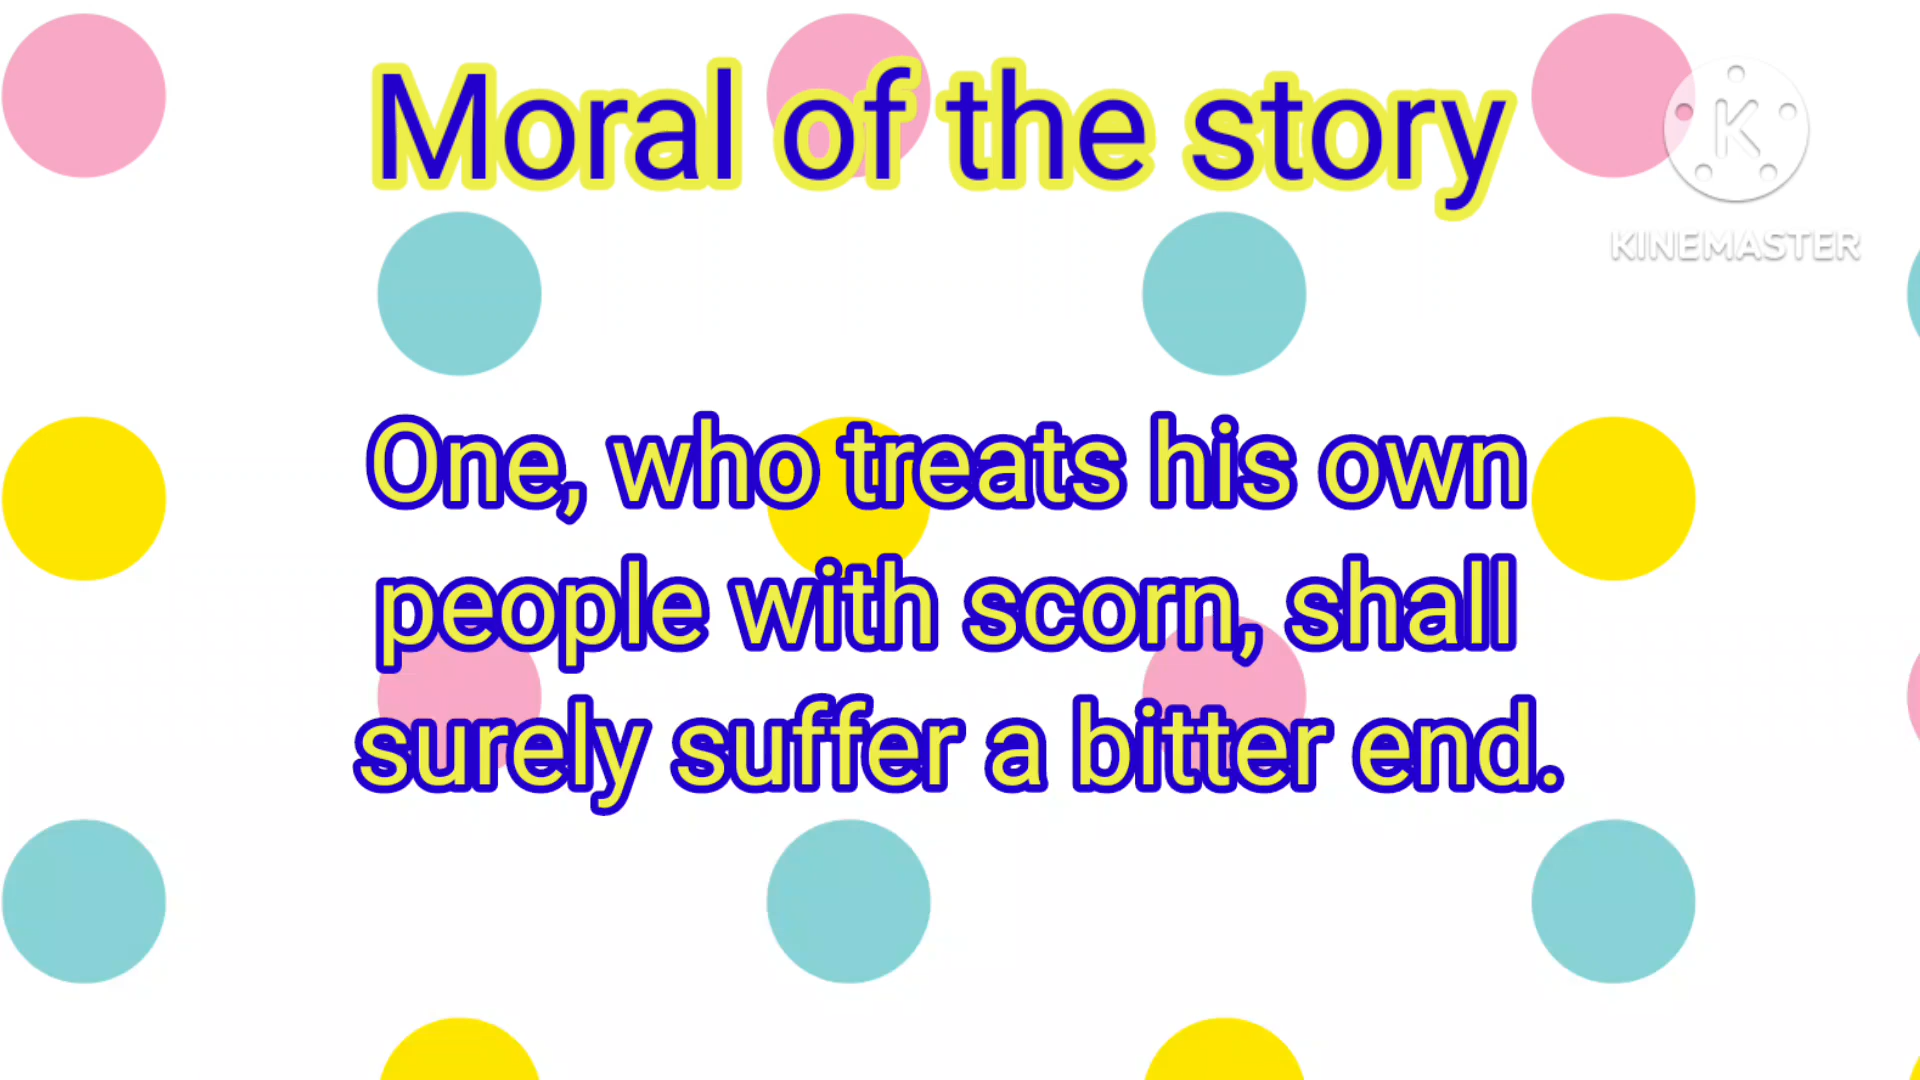 Moral of the story
K
KINEMASTER
One, who treats his own
people with scorn, shall
surely suffer a bitter end.